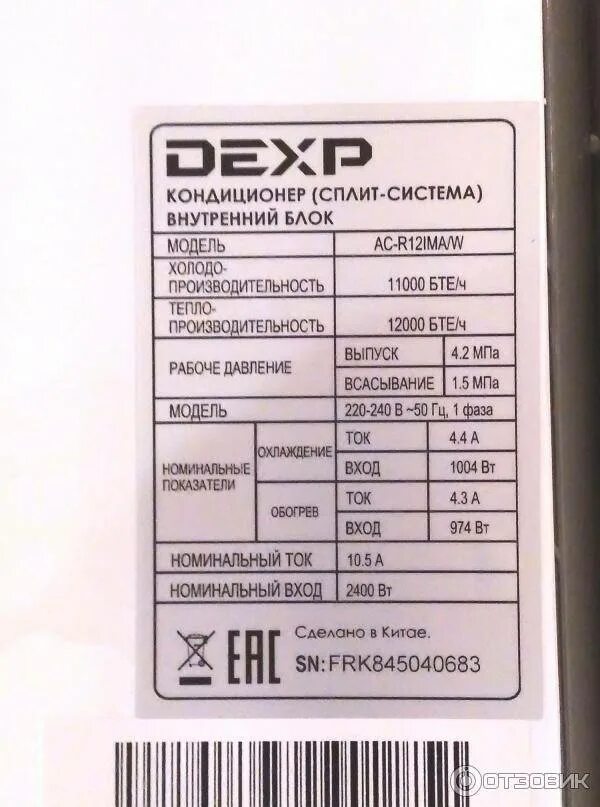 DEXP
КОНДИЦИОНЕР (СПЛИТ-СИСТЕМА)
ВНУТРЕННИЙ БЛОК
МОДЕЛЬ AC-R12IMA/W
ХОЛОДО-
ПРОИЗВОДИТЕЛЬНОСТЬ 11000 БТЕ/ч
ТЕПЛО-
ПРОИЗВОДИТЕЛЬНОСТЬ 12000 БТЕ/ч
РАБОЧЕ ДАВЛЕНИЕ
ВЫПУСК 4.2 МПа
ВСАСЫВАНИЕ 1.5 МПа
МОДЕЛЬ 220-240 В ~50 Гц, 1 фаза
НОМИНАЛЬНЫЕ
ПОКАЗАТЕЛИ
ОХЛАЖДЕНИЕ
ТОК 4.4 А
ВХОД 1004 Вт
ОБОГРЕВ
ТОК 4.3 А
ВХОД 974 Вт
НОМИНАЛЬНЫЙ ТОК 10.5 А
НОМИНАЛЬНЫЙ ВХОД 2400 Вт
EAC
Сделано в Китае.
SN:FRK845040683
ОТЗОВИК